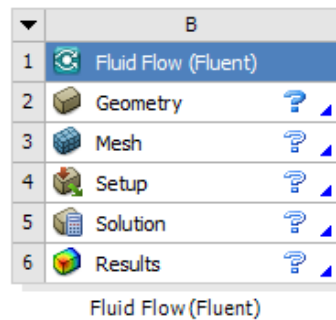 B
1 Fluid Flow (Fluent)
2 Geometry ?
3 Mesh ?
4 Setup ?
5 Solution ?
6 Results ?
Fluid Flow (Fluent)